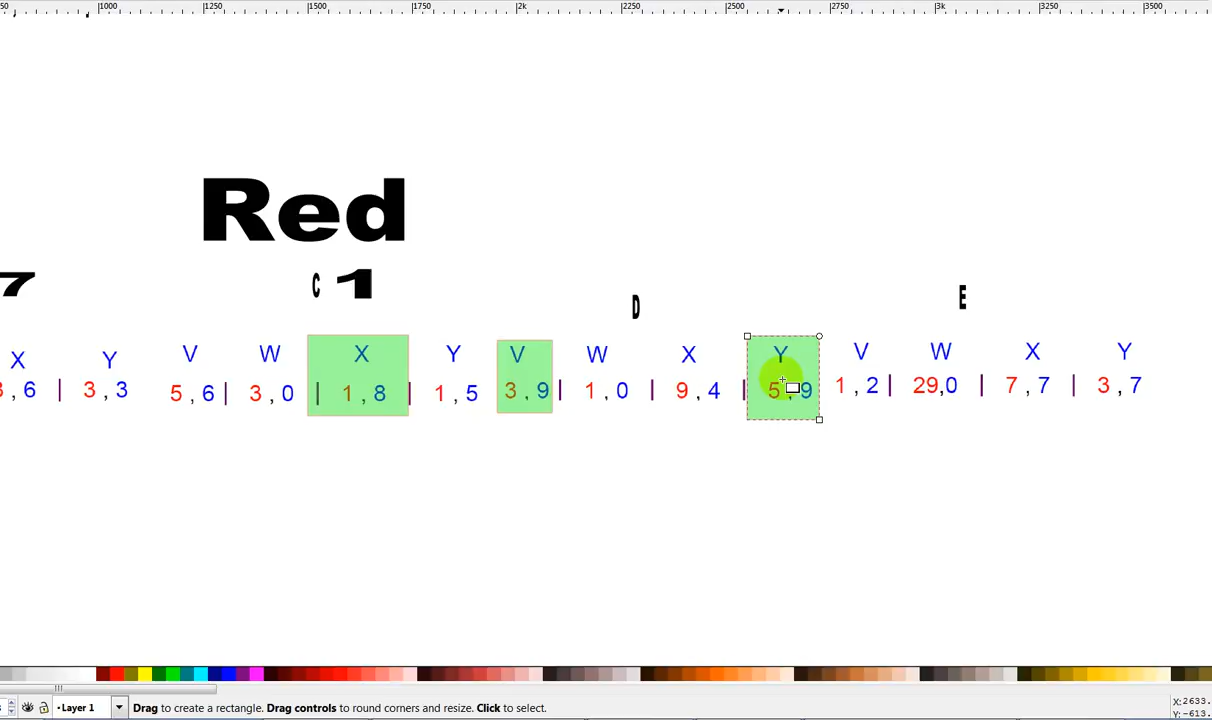 1000 1250 1500 1750 2k 2250 2500 2750 3k 3250 3500
Red
7 C 1 D E
X Y V W X Y V W X Y V W X Y
,6 | 3,3 5,6 | 3,0 | 1,8 | 1,5 3,9 | 1,0 | 9,4 | 5,9 1,2 | 29,0 | 7,7 | 3,7
Layer 1 Drag to create a rectangle. Drag controls to round corners and resize. Click to select. X:2633.
Y:-613.